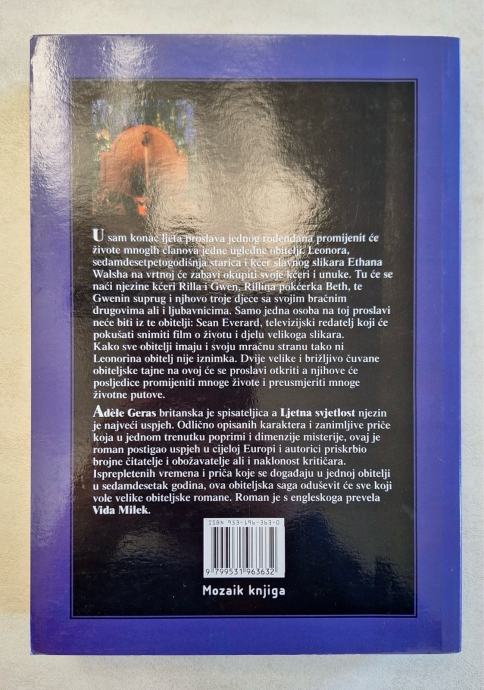 U sam konac ljeta proslava jednog rođendana promijenit će
živote mnogih članova jedne ugledne obitelji. Leonora,
sedamdesetpetogodišnja starica i kćer slavnog slikara Ethana
Walsha na vrtnoj će zabavi okupiti svoje kćeri i unuke. Tu će se
naći njezine kćeri Rilla i Gwen, Rillina pokćerka Beth, te
Gwenin suprug i njhovo troje djece sa svojim bračnim
drugovima ali i ljubavnicima. Samo jedna osoba na toj proslavi
neće biti iz te obitelji: Sean Everard, televizijski redatelj koji će
pokušati snimiti film o životu i djelu velikoga slikara.
Kako sve obitelji imaju i svoju mračnu stranu tako ni
Leonorina obitelj nije iznimka. Dvije velike i brižljivo čuvane
obiteljske tajne na ovoj će se proslavi otkriti a njihove će
posljedice promijeniti mnoge živote i preusmjeriti mnoge
životne putove.
Adèle Geras britanska je spisateljica a Ljetna svjetlost njezin
je najveći uspjeh. Odlično opisanih karaktera i zanimljive priče
koja u jednom trenutku poprimi i dimenzije misterije, ovaj je
roman postigao uspjeh u cijeloj Europi i autorici priskrbio
brojne čitatelje i obožavatelje ali i naklonost kritičara.
Isprepletenih vremena i priča koje se događaju u jednoj obitelji
u sedamdesetak godina, ova obiteljska saga oduševit će sve koji
vole velike obiteljske romane. Roman je s engleskoga prevela
Vida Milek.
ISBN 953-196-363-0
9 799531 963632
Mozaik knjiga